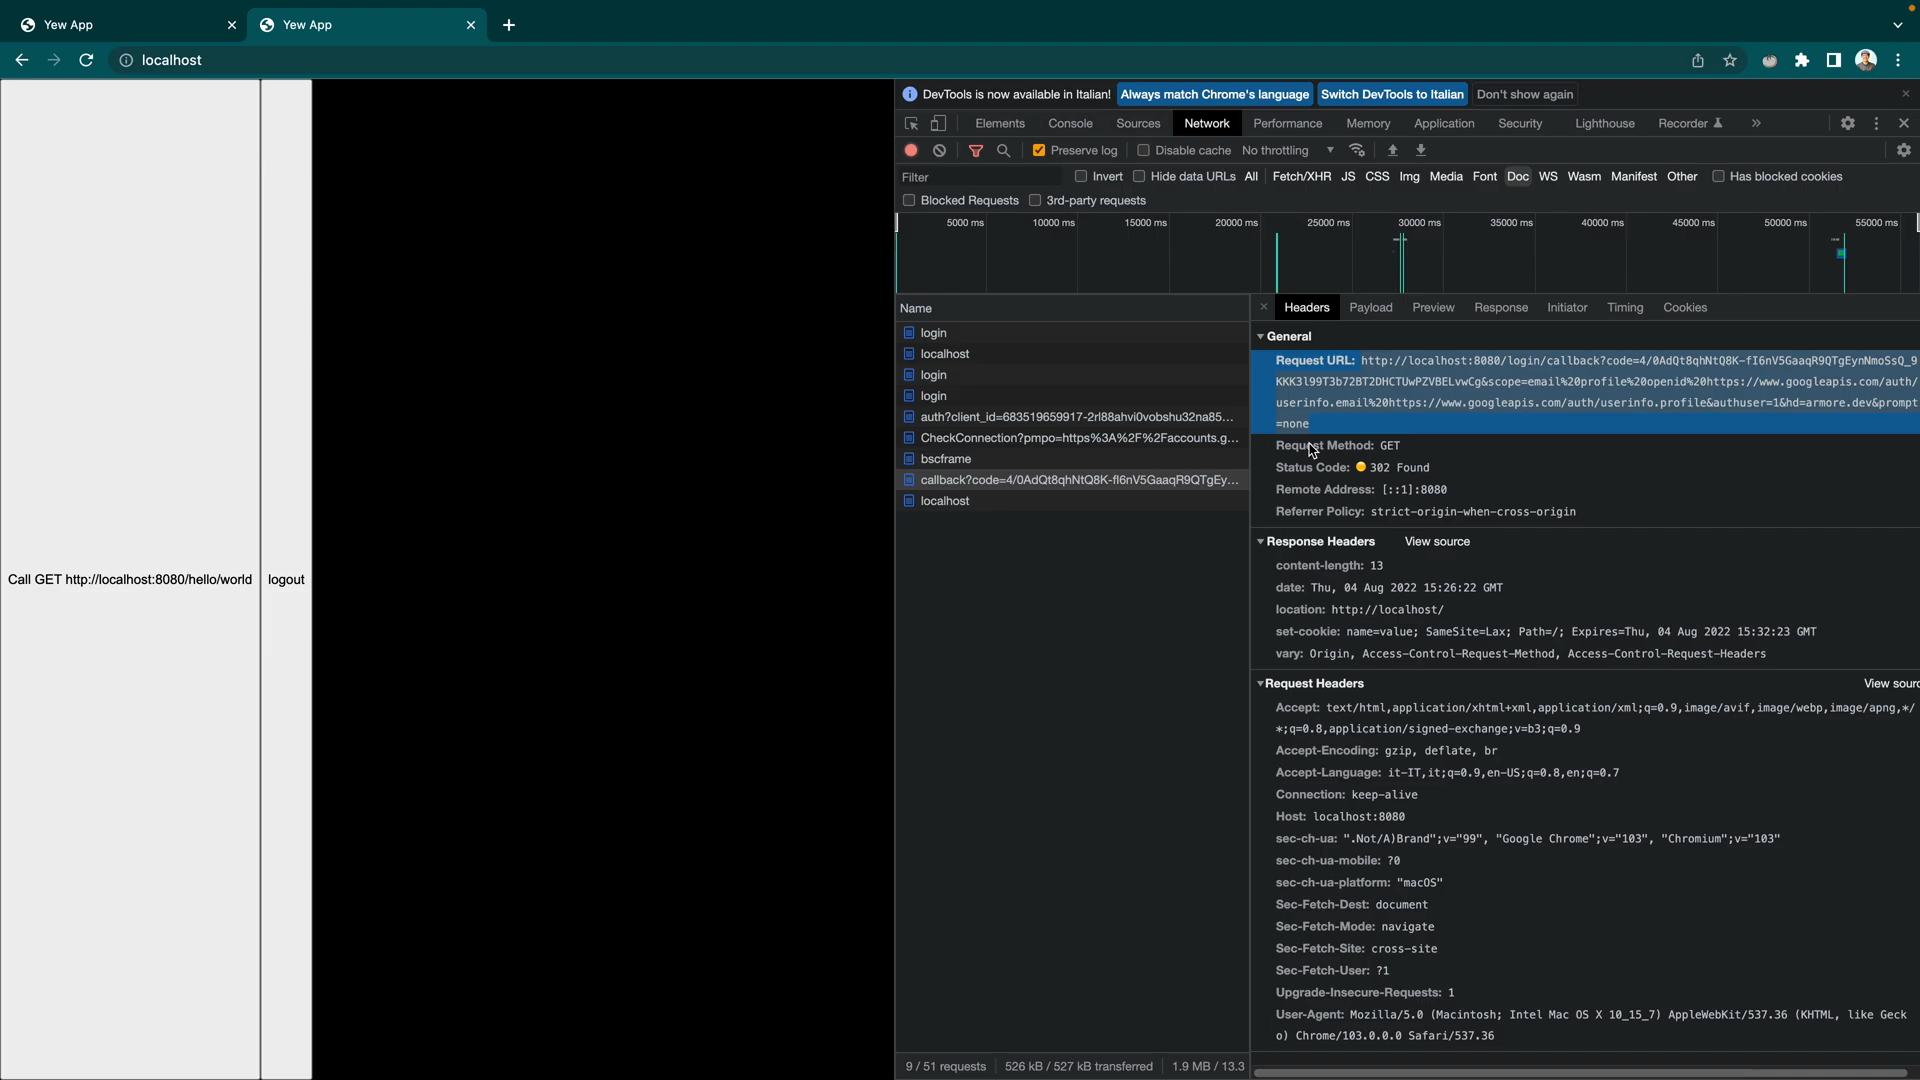 Yew App
Yew App
localhost
DevTools is now available in Italian! Always match Chrome's language Switch DevTools to Italian Don't show again
Elements Console Sources Network Performance Memory Application Security Lighthouse Recorder
Preserve log Disable cache No throttling
Filter Invert Hide data URLs All Fetch/XHR JS CSS Img Media Font Doc WS Wasm Manifest Other Has blocked cookies
Blocked Requests 3rd-party requests
5000 ms 10000 ms 15000 ms 20000 ms 25000 ms 30000 ms 35000 ms 40000 ms 45000 ms 50000 ms 55000 ms
Name
login
localhost
login
login
auth?client_id=683519659917-2rl88ahvi0vobshu32na85...
CheckConnection?pmpo=https%3A%2F%2Faccounts.g...
bscframe
callback?code=4/0AdQt8qhNtQ8K-fI6nV5GaaqR9QTgEy...
localhost
9 / 51 requests 526 kB / 527 kB transferred 1.9 MB / 13.3
Headers Payload Preview Response Initiator Timing Cookies
General
Request URL: http://localhost:8080/login/callback?code=4/0AdQt8qhNtQ8K-fI6nV5GaaqR9QTgEynNmoSsQ_9
KKK3l99T3b72BT2DHCTUwPZVBELvwCg&scope=email%20profile%20openid%20https://www.googleapis.com/auth/
userinfo.email%20https://www.googleapis.com/auth/userinfo.profile&authuser=1&hd=armore.dev&prompt
=none
Request Method: GET
Status Code: 302 Found
Remote Address: [::1]:8080
Referrer Policy: strict-origin-when-cross-origin
Response Headers View source
content-length: 13
date: Thu, 04 Aug 2022 15:26:22 GMT
location: http://localhost/
set-cookie: name=value; SameSite=Lax; Path=/; Expires=Thu, 04 Aug 2022 15:32:23 GMT
vary: Origin, Access-Control-Request-Method, Access-Control-Request-Headers
Request Headers View sourc
Accept: text/html,application/xhtml+xml,application/xml;q=0.9,image/avif,image/webp,image/apng,*/
*;q=0.8,application/signed-exchange;v=b3;q=0.9
Accept-Encoding: gzip, deflate, br
Accept-Language: it-IT,it;q=0.9,en-US;q=0.8,en;q=0.7
Connection: keep-alive
Host: localhost:8080
sec-ch-ua: ".Not/A)Brand";v="99", "Google Chrome";v="103", "Chromium";v="103"
sec-ch-ua-mobile: ?0
sec-ch-ua-platform: "macOS"
Sec-Fetch-Dest: document
Sec-Fetch-Mode: navigate
Sec-Fetch-Site: cross-site
Sec-Fetch-User: ?1
Upgrade-Insecure-Requests: 1
User-Agent: Mozilla/5.0 (Macintosh; Intel Mac OS X 10_15_7) AppleWebKit/537.36 (KHTML, like Geck
o) Chrome/103.0.0.0 Safari/537.36
Call GET http://localhost:8080/hello/world
logout